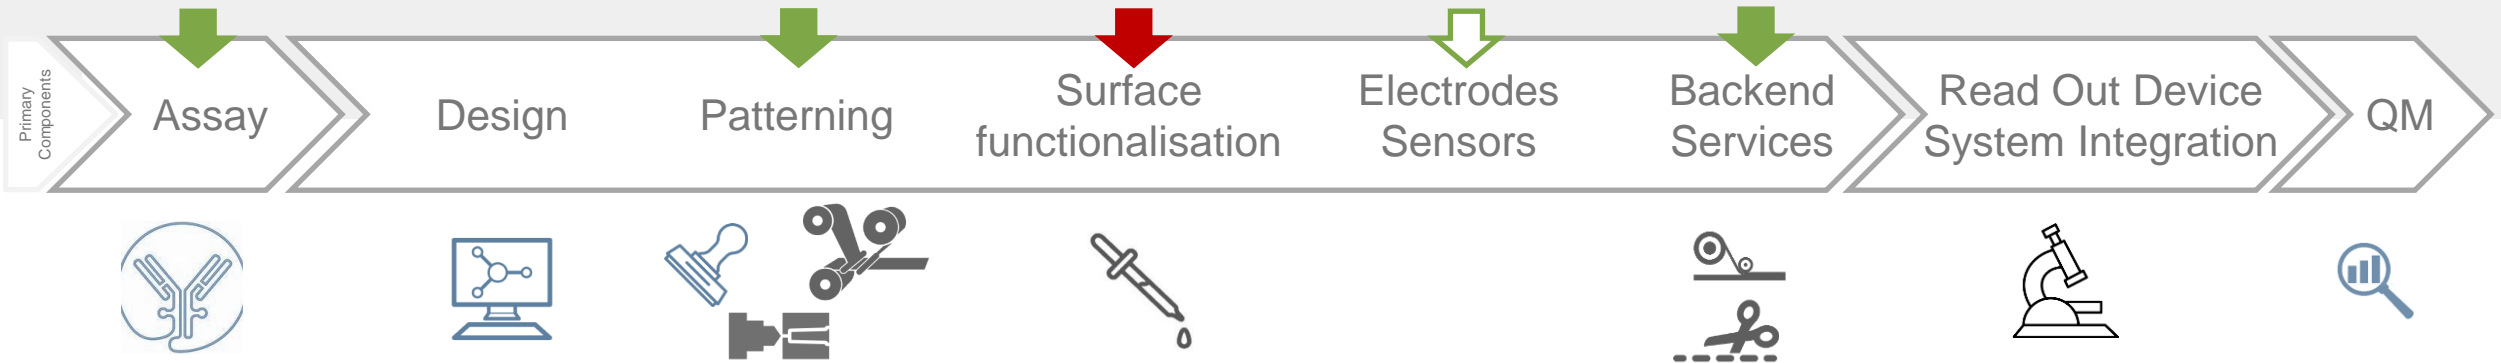 Primary
Components
Assay
Design
Patterning
Surface
functionalisation
Electrodes
Sensors
Backend
Services
Read Out Device
System Integration
QM